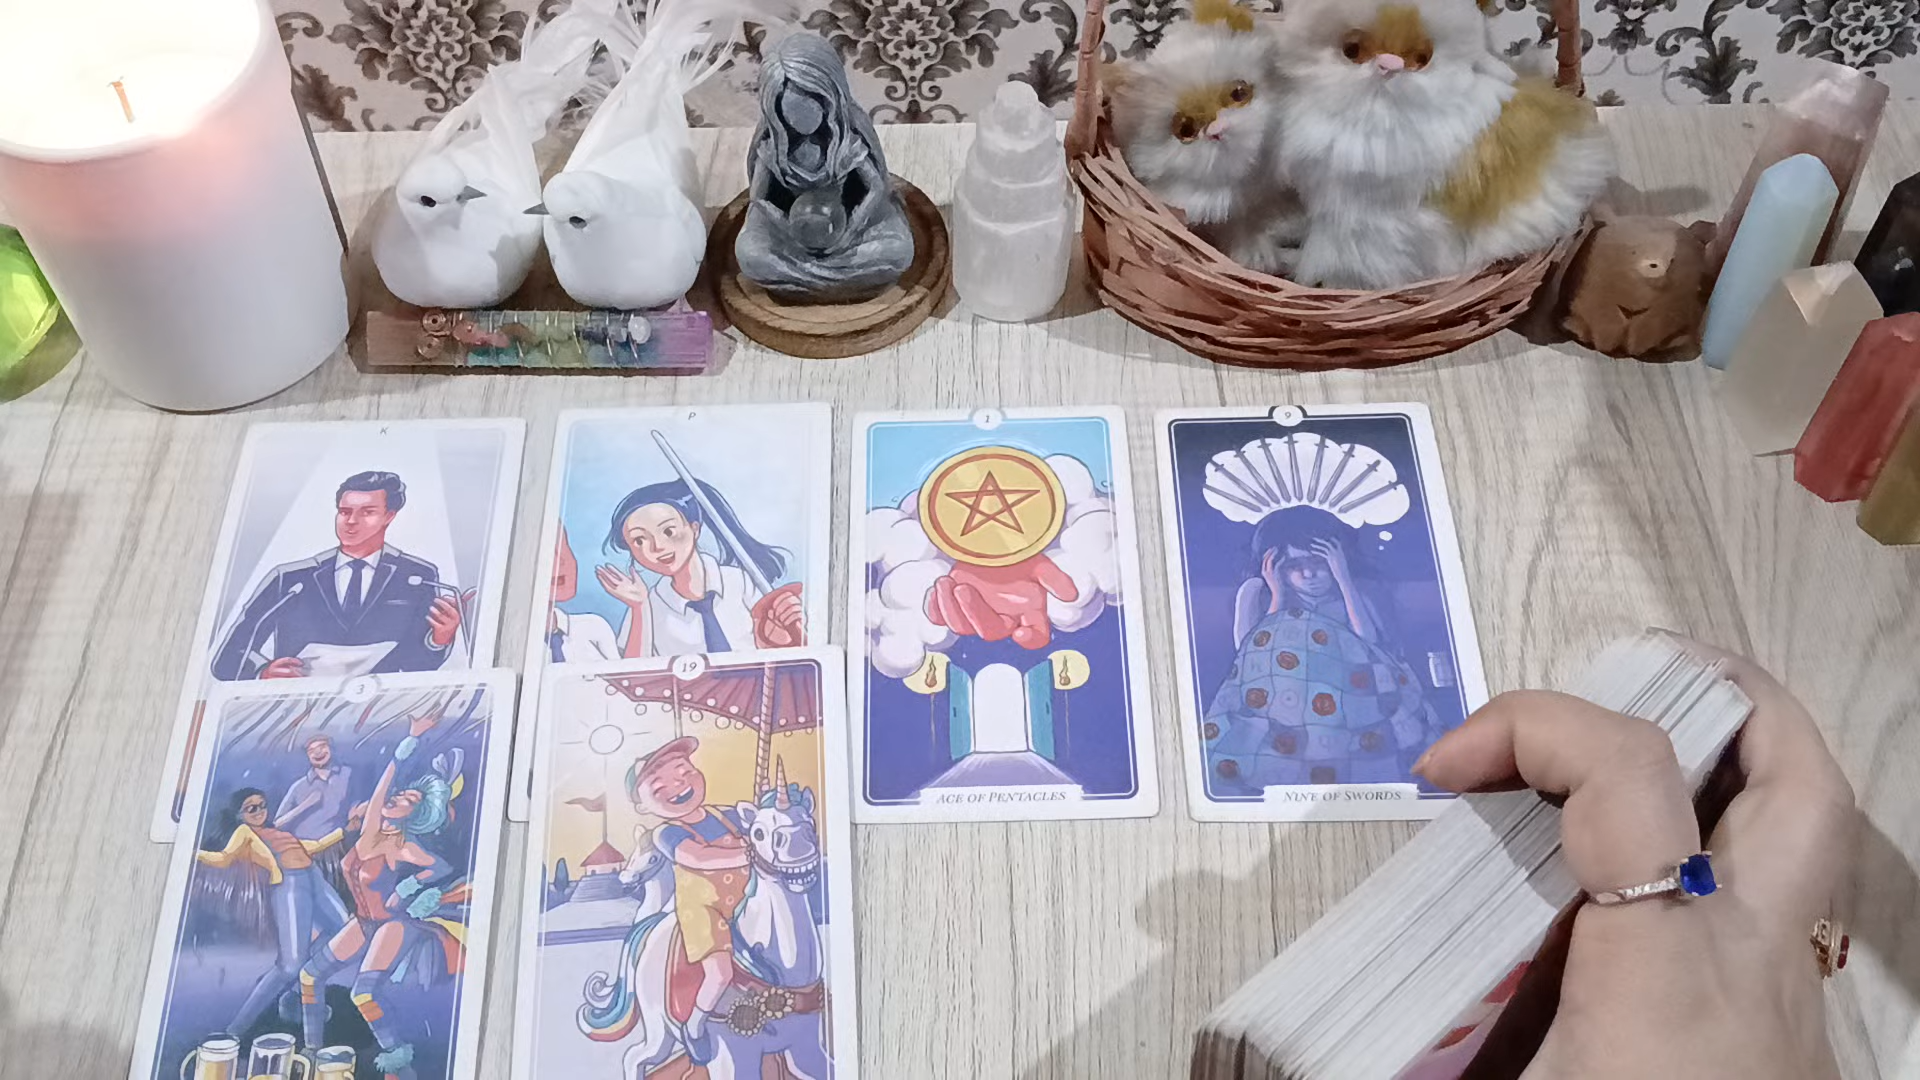 K
P
1
9
ACE OF PENTACLES
NINE OF SWORDS
3
19